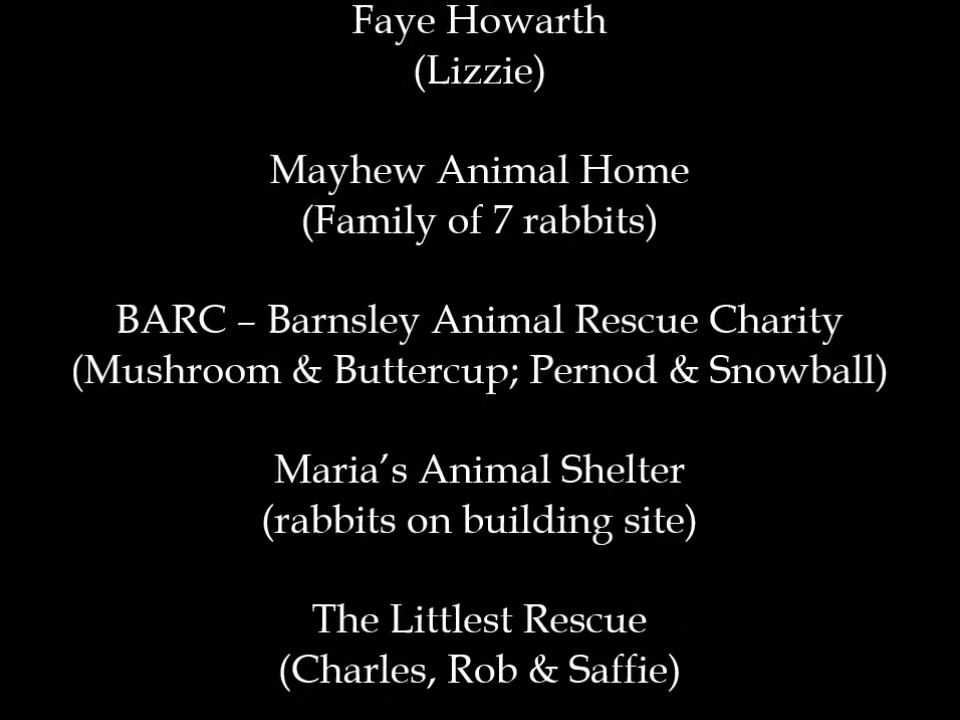 Faye Howarth
(Lizzie)
Mayhew Animal Home
(Family of 7 rabbits)
BARC – Barnsley Animal Rescue Charity
(Mushroom & Buttercup; Pernod & Snowball)
Maria’s Animal Shelter
(rabbits on building site)
The Littlest Rescue
(Charles, Rob & Saffie)